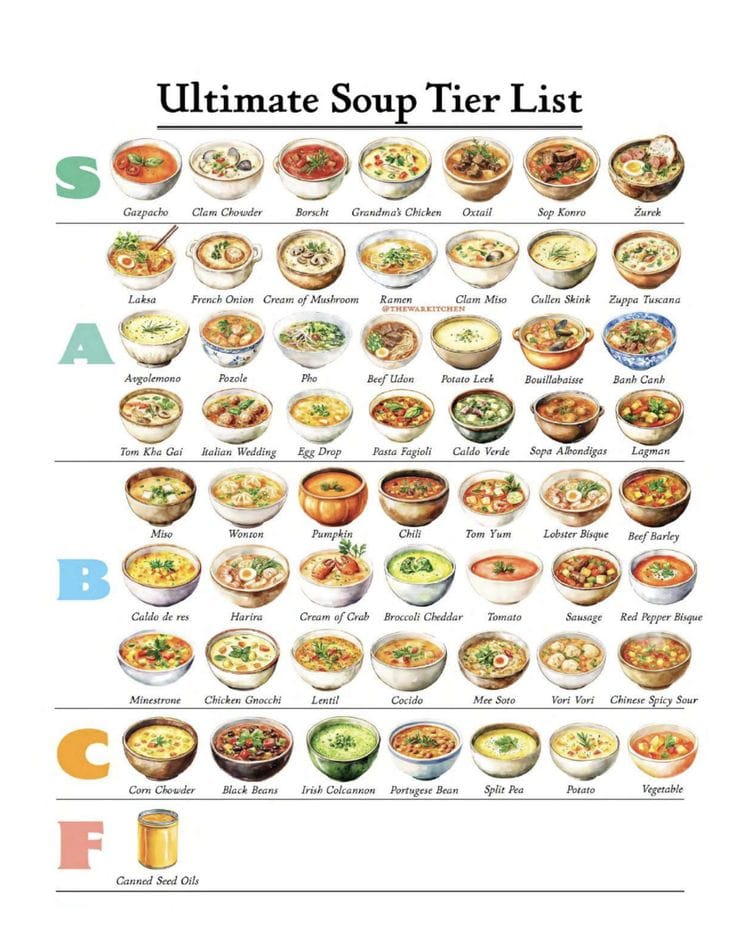 Ultimate Soup Tier List
S
Gazpacho Clam Chowder Borscht Grandma's Chicken Oxtail Sop Konro Żurek
Laksa French Onion Cream of Mushroom Ramen Clam Miso Cullen Skink Zuppa Tuscana
@THEWARKITCHEN
A
Avgolemono Pozole Pho Beef Udon Potato Leek Bouillabaisse Banh Canh
Tom Kha Gai Italian Wedding Egg Drop Pasta Fagioli Caldo Verde Sopa Albondigas Lagman
Miso Wonton Pumpkin Chili Tom Yum Lobster Bisque Beef Barley
B
Caldo de res Harira Cream of Crab Broccoli Cheddar Tomato Sausage Red Pepper Bisque
Minestrone Chicken Gnocchi Lentil Cocido Mee Soto Vori Vori Chinese Spicy Sour
C
Corn Chowder Black Beans Irish Colcannon Portugese Bean Split Pea Potato Vegetable
F
Canned Seed Oils